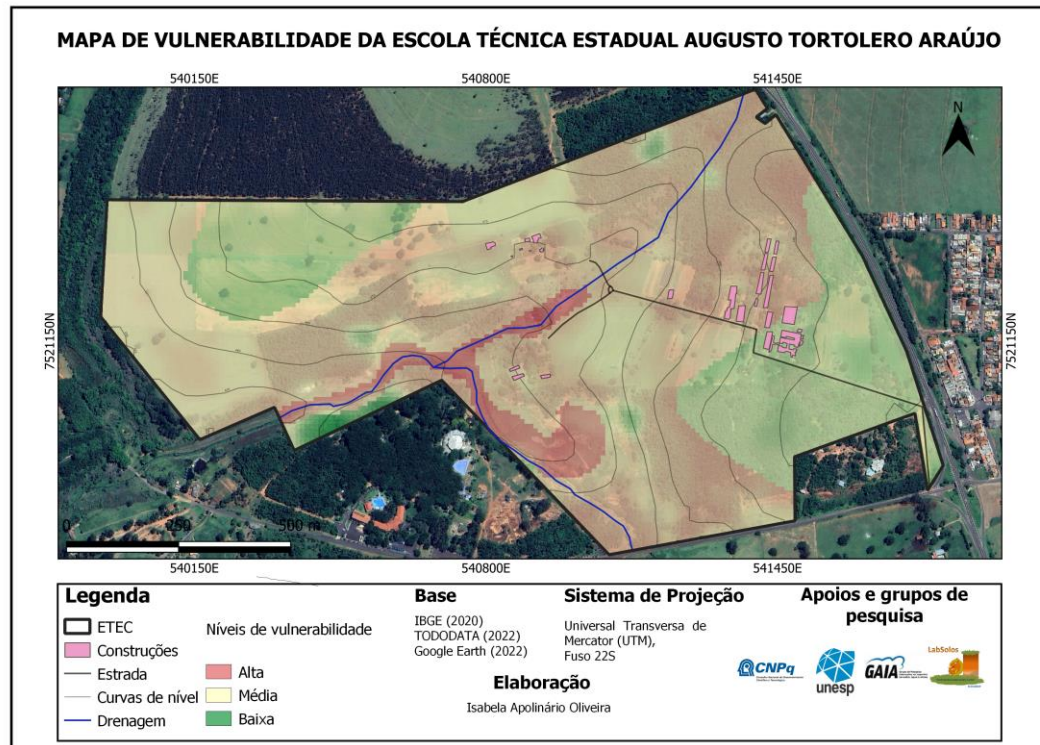 MAPA DE VULNERABILIDADE DA ESCOLA TÉCNICA ESTADUAL AUGUSTO TORTOLERO ARAÚJO
540150E
540800E
541450E
7521150N
7521150N
N
0
250
500 m
540150E
540800E
541450E
Legenda
ETEC
Construções
Estrada
Curvas de nível
Drenagem
Níveis de vulnerabilidade
Alta
Média
Baixa
Base
IBGE (2020)
TODODATA (2022)
Google Earth (2022)
Sistema de Projeção
Universal Transversa de
Mercator (UTM),
Fuso 22S
Elaboração
Isabela Apolinário Oliveira
Apoios e grupos de
pesquisa
CNPq
unesp
GAIA
LabSolos